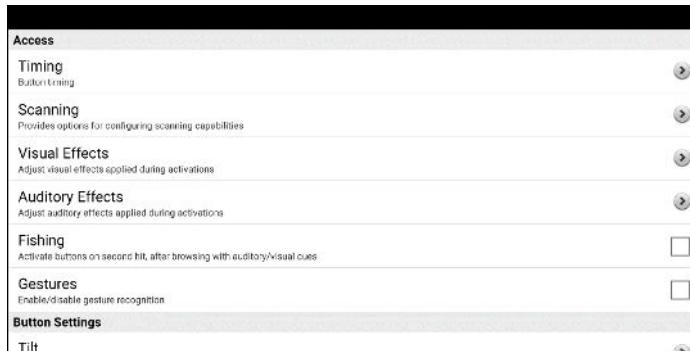 Access
Timing
Button timing
Scanning
Provides options for configuring scanning capabilities
Visual Effects
Adjust visual effects applied during activations
Auditory Effects
Adjust auditory effects applied during activations
Fishing
Activate buttons on second hit, after browsing with auditory/visual cues
Gestures
Enable/disable gesture recognition
Button Settings
Tilt